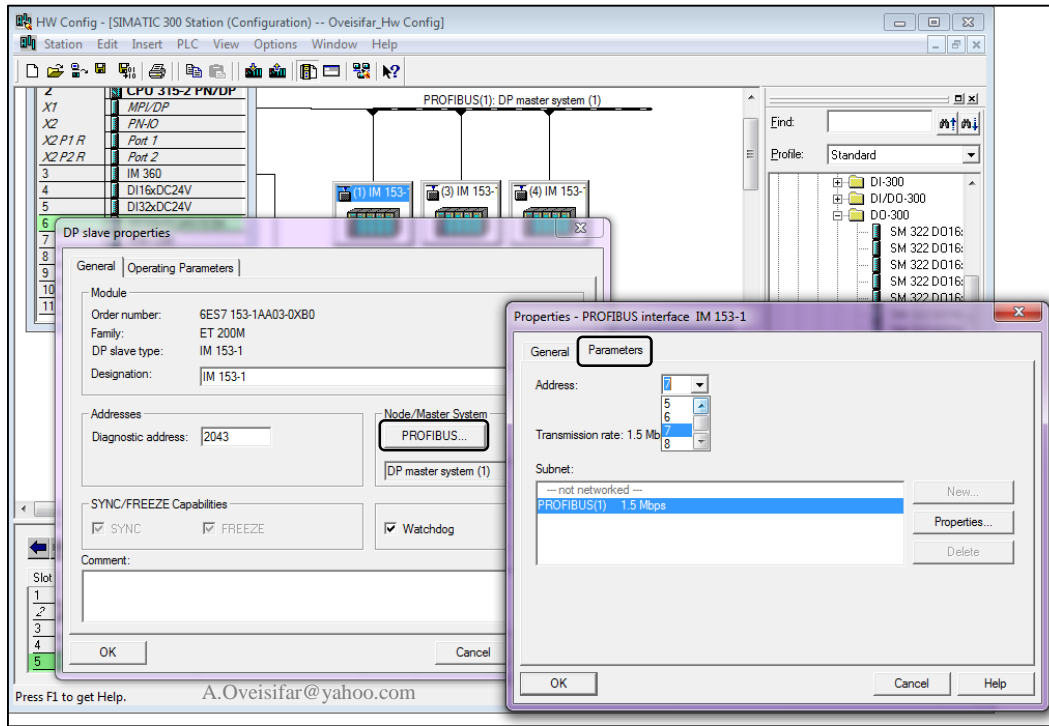 HW Config - [SIMATIC 300 Station (Configuration) -- Oveisifar_Hw Config]
Station Edit Insert PLC View Options Window Help
2 CPU 315-2 PN/DP
X1 MPI/DP
X2 PN-IO
X2 P1 R Port 1
X2 P2 R Port 2
3 IM 360
4 DI16xDC24V
5 DI32xDC24V
6
7
8
9
10
11
PROFIBUS(1): DP master system (1)
(1) IM 153-1
(3) IM 153-1
(4) IM 153-1
Find:
Profile: Standard
DI-300
DI/DO-300
DO-300
SM 322 DO16x
SM 322 DO16x
SM 322 DO16x
SM 322 DO16x
SM 322 DO16x
DP slave properties
General Operating Parameters
Module
Order number: 6ES7 153-1AA03-0XB0
Family: ET 200M
DP slave type: IM 153-1
Designation: IM 153-1
Addresses
Diagnostic address: 2043
Node/Master System
PROFIBUS...
DP master system (1)
SYNC/FREEZE Capabilities
SYNC FREEZE
Watchdog
Comment:
OK Cancel
Slot
1
2
3
4
5
Properties - PROFIBUS interface IM 153-1
General Parameters
Address: 7
5
6
7
8
Transmission rate: 1.5 Mb
Subnet:
--- not networked ---
PROFIBUS(1) 1.5 Mbps
New...
Properties...
Delete
OK Cancel Help
Press F1 to get Help.
A.Oveisifar@yahoo.com